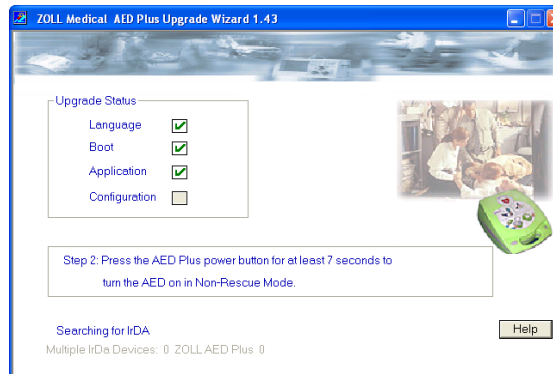 ZOLL Medical AED Plus Upgrade Wizard 1.43
Upgrade Status
Language
Boot
Application
Configuration
Step 2: Press the AED Plus power button for at least 7 seconds to
turn the AED on in Non-Rescue Mode.
Searching for IrDA
Help
Multiple IrDa Devices: 0 ZOLL AED Plus 0